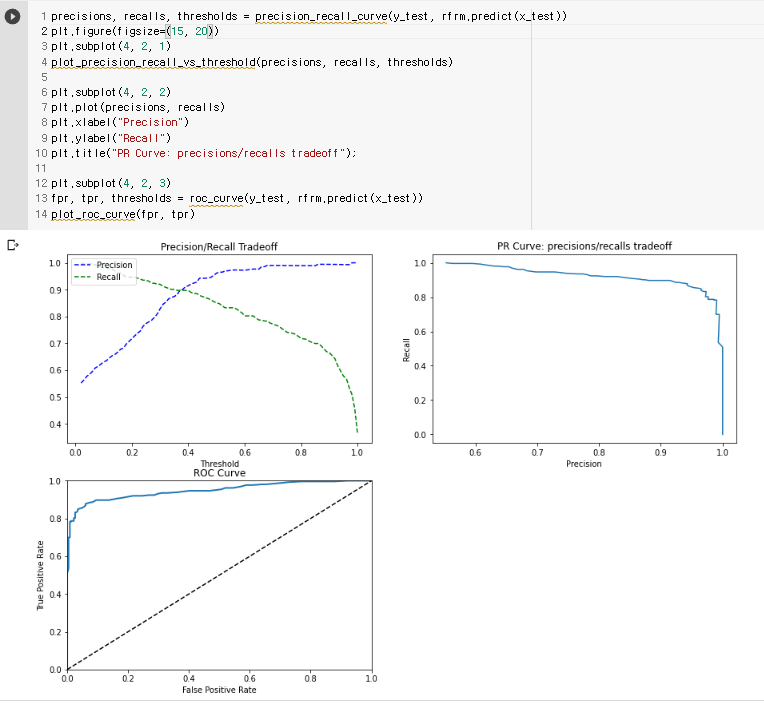 1 precisions, recalls, thresholds = precision_recall_curve(y_test, rfrm.predict(x_test))
2 plt.figure(figsize=(15, 20))
3 plt.subplot(4, 2, 1)
4 plot_precision_recall_vs_threshold(precisions, recalls, thresholds)
5
6 plt.subplot(4, 2, 2)
7 plt.plot(precisions, recalls)
8 plt.xlabel("Precision")
9 plt.ylabel("Recall")
10 plt.title("PR Curve: precisions/recalls tradeoff");
11
12 plt.subplot(4, 2, 3)
13 fpr, tpr, thresholds = roc_curve(y_test, rfrm.predict(x_test))
14 plot_roc_curve(fpr, tpr)
Precision/Recall Tradeoff
1.0
0.9
0.8
0.7
0.6
0.5
0.4
Precision
Recall
0.0 0.2 0.4 0.6 0.8 1.0
Threshold
PR Curve: precisions/recalls tradeoff
Recall
1.0
0.8
0.6
0.4
0.2
0.0
0.6 0.7 0.8 0.9 1.0
Precision
ROC Curve
True Positive Rate
1.0
0.8
0.6
0.4
0.2
0.0
0.0 0.2 0.4 0.6 0.8 1.0
False Positive Rate